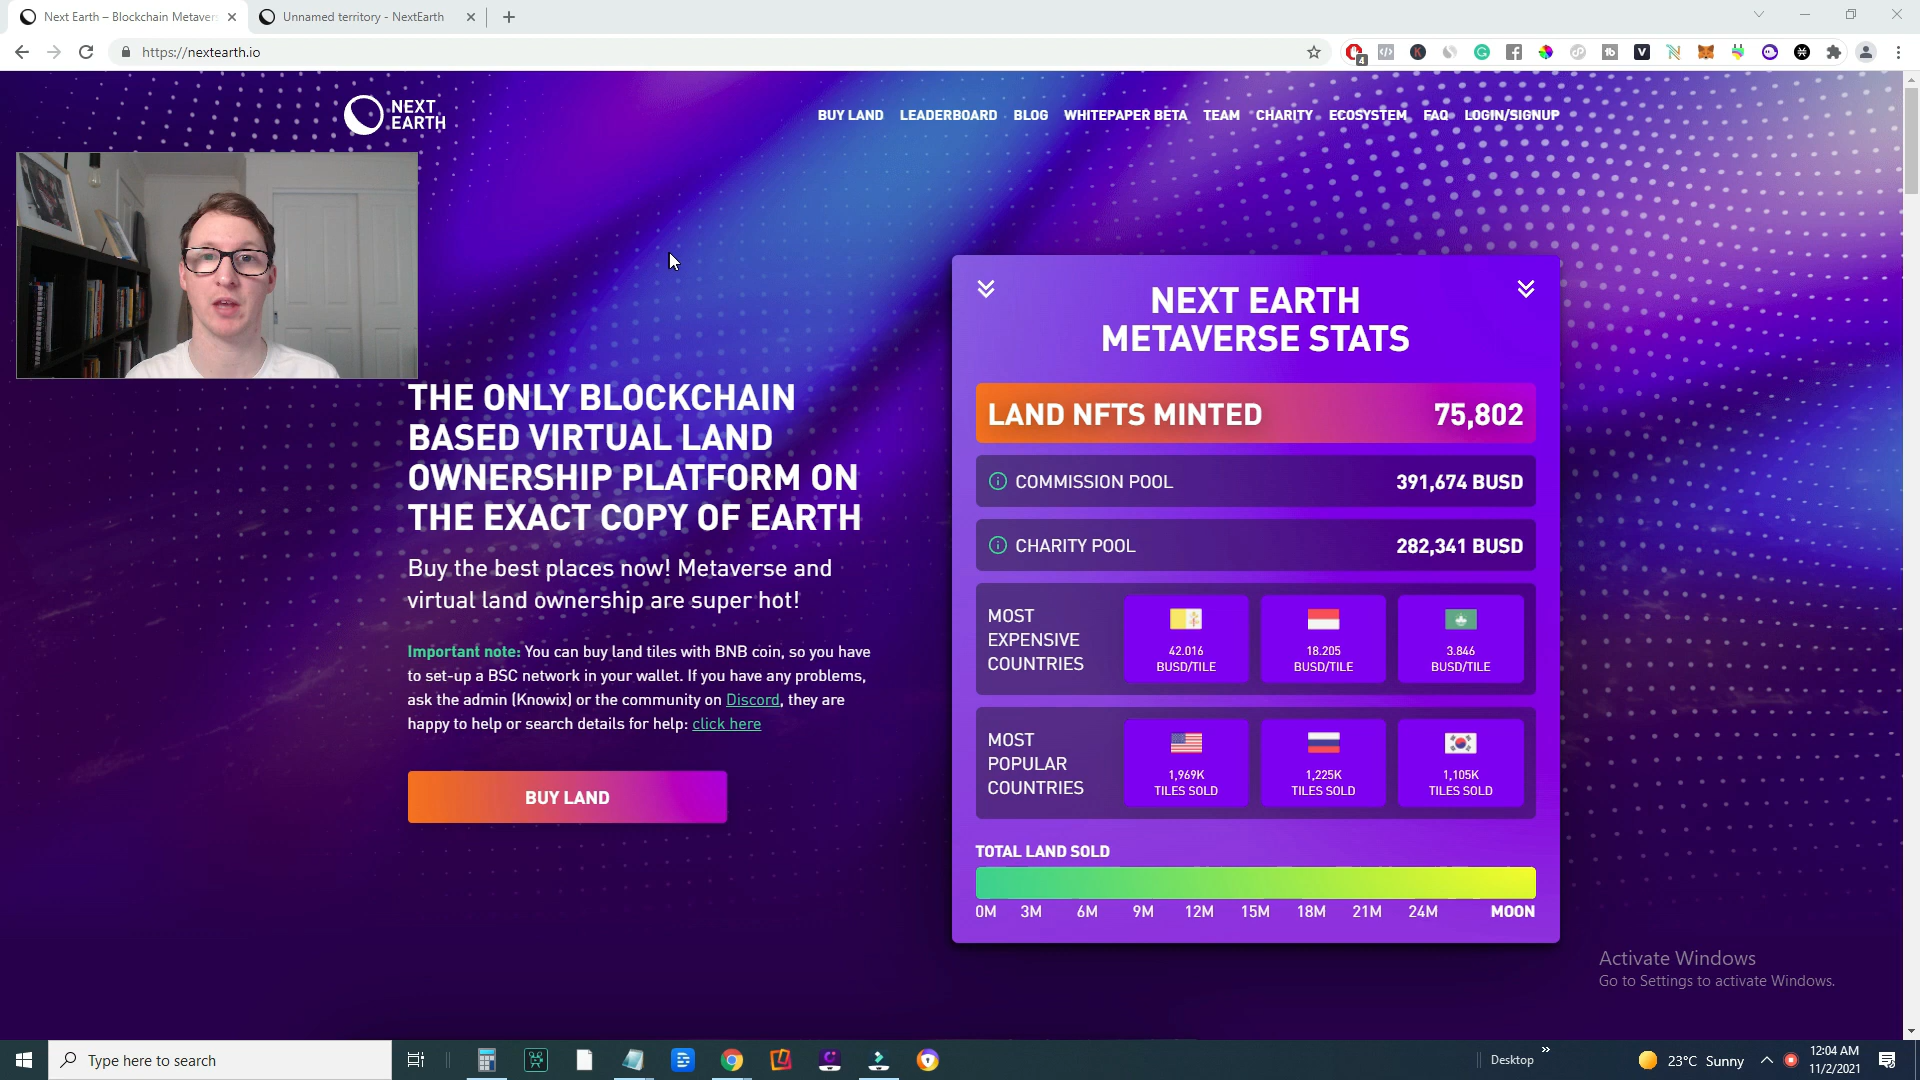 Next Earth – Blockchain Metavers
Unnamed territory - NextEarth
https://nextearth.io
4
NEXT
EARTH
BUY LAND LEADERBOARD BLOG WHITEPAPER BETA TEAM CHARITY ECOSYSTEM FAQ LOGIN/SIGNUP
THE ONLY BLOCKCHAIN
BASED VIRTUAL LAND
OWNERSHIP PLATFORM ON
THE EXACT COPY OF EARTH
Buy the best places now! Metaverse and
virtual land ownership are super hot!
Important note: You can buy land tiles with BNB coin, so you have
to set-up a BSC network in your wallet. If you have any problems,
ask the admin (Knowix) or the community on Discord, they are
happy to help or search details for help: click here
BUY LAND
NEXT EARTH
METAVERSE STATS
LAND NFTS MINTED 75,802
COMMISSION POOL 391,674 BUSD
CHARITY POOL 282,341 BUSD
MOST
EXPENSIVE
COUNTRIES
42.016
BUSD/TILE
18.205
BUSD/TILE
3.846
BUSD/TILE
MOST
POPULAR
COUNTRIES
1,969K
TILES SOLD
1,225K
TILES SOLD
1,105K
TILES SOLD
TOTAL LAND SOLD
0M 3M 6M 9M 12M 15M 18M 21M 24M MOON
Activate Windows
Go to Settings to activate Windows.
Type here to search
Desktop
23°C Sunny
12:04 AM
11/2/2021